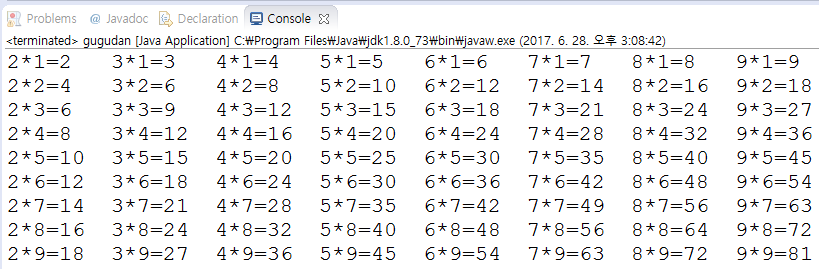 Problems @ Javadoc Declaration Console
<terminated> gugudan [Java Application] C:₩Program Files₩Java₩jdk1.8.0_73₩bin₩javaw.exe (2017. 6. 28. 오후 3:08:42)
2*1=2 3*1=3 4*1=4 5*1=5 6*1=6 7*1=7 8*1=8 9*1=9
2*2=4 3*2=6 4*2=8 5*2=10 6*2=12 7*2=14 8*2=16 9*2=18
2*3=6 3*3=9 4*3=12 5*3=15 6*3=18 7*3=21 8*3=24 9*3=27
2*4=8 3*4=12 4*4=16 5*4=20 6*4=24 7*4=28 8*4=32 9*4=36
2*5=10 3*5=15 4*5=20 5*5=25 6*5=30 7*5=35 8*5=40 9*5=45
2*6=12 3*6=18 4*6=24 5*6=30 6*6=36 7*6=42 8*6=48 9*6=54
2*7=14 3*7=21 4*7=28 5*7=35 6*7=42 7*7=49 8*7=56 9*7=63
2*8=16 3*8=24 4*8=32 5*8=40 6*8=48 7*8=56 8*8=64 9*8=72
2*9=18 3*9=27 4*9=36 5*9=45 6*9=54 7*9=63 8*9=72 9*9=81